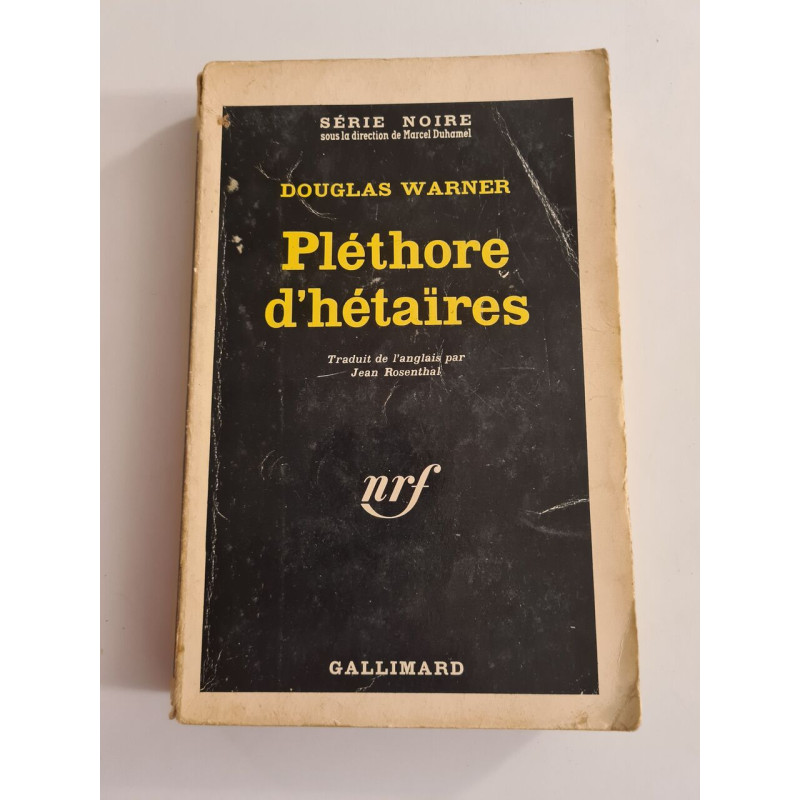 SÉRIE NOIRE
sous la direction de Marcel Duhamel
DOUGLAS WARNER
Pléthore
d'hétaïres
Traduit de l'anglais par
Jean Rosenthal
nrf
GALLIMARD